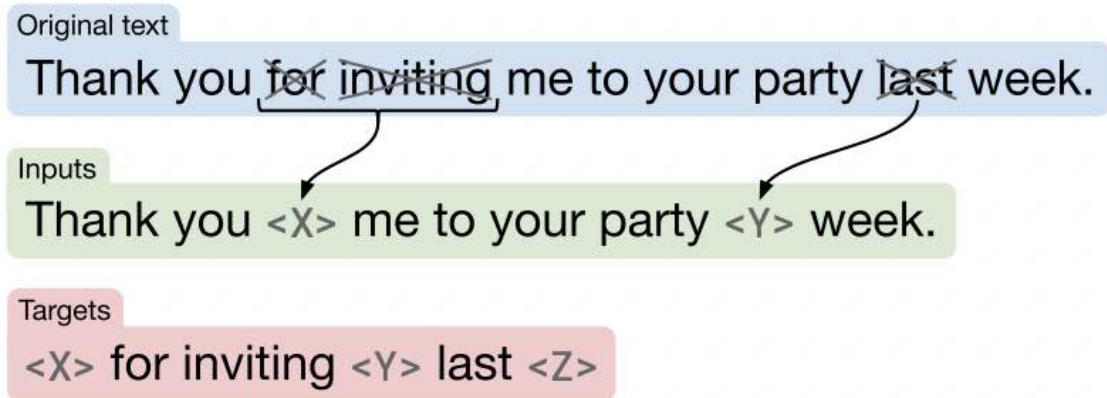 Original text
Thank you for inviting me to your party last week.
Inputs
Thank you <X> me to your party <Y> week.
Targets
<X> for inviting <Y> last <Z>